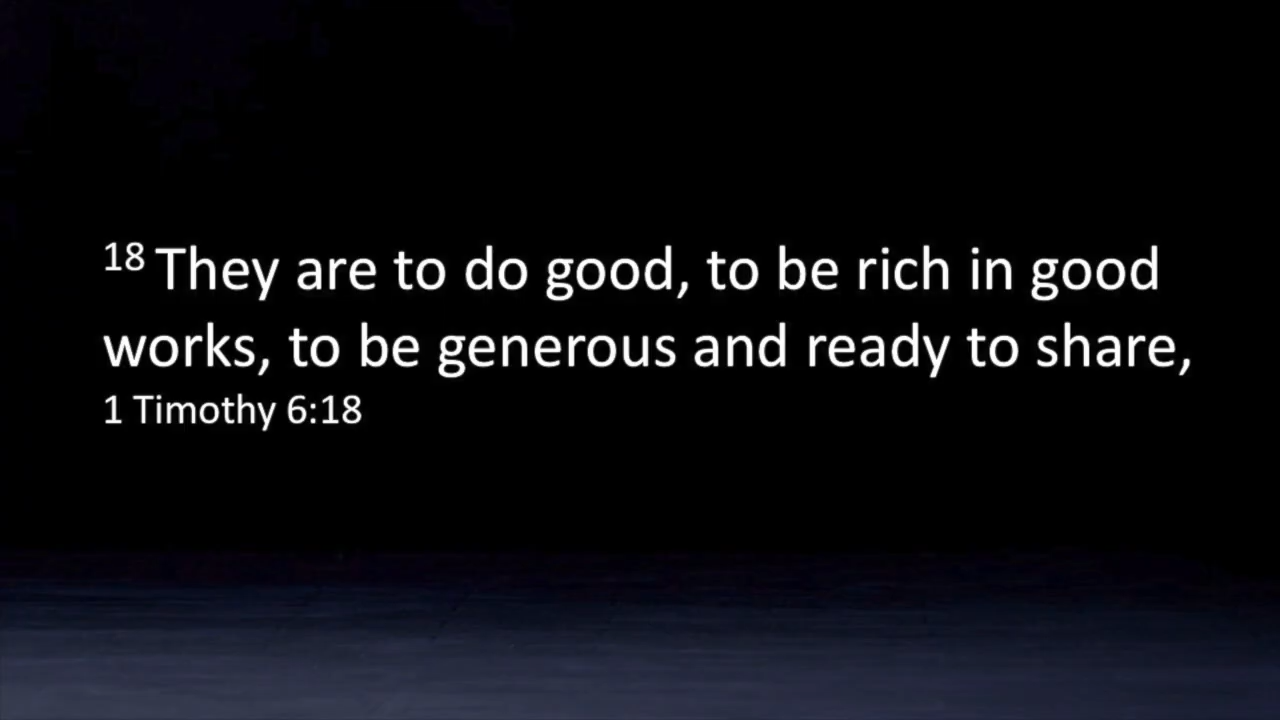 18 They are to do good, to be rich in good
works, to be generous and ready to share,
1 Timothy 6:18